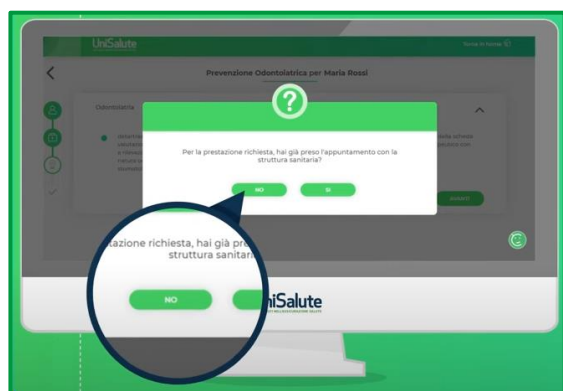 UniSalute
Torna in home
Prevenzione Odontoiatrica per Maria Rossi
Odontoiatria
Per la prestazione richiesta, hai già preso l'appuntamento con la
struttura sanitaria?
NO SI
AVANTI
tazione richiesta, hai già pre
struttura sanitari
NO
niSalute